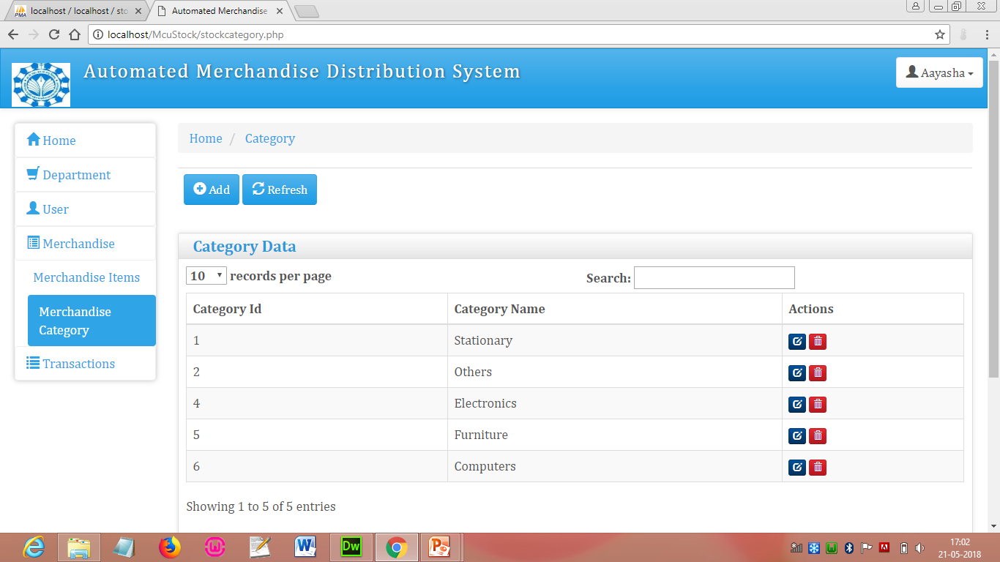 localhost / localhost / sto
Automated Merchandise
localhost/McuStock/stockcategory.php
Automated Merchandise Distribution System
Aayasha
Home
Department
User
Merchandise
Merchandise Items
Merchandise
Category
Transactions
Home / Category
Add Refresh
Category Data
10 records per page
Search:
Category Id Category Name Actions
1 Stationary
2 Others
4 Electronics
5 Furniture
6 Computers
Showing 1 to 5 of 5 entries
17:02
21-05-2018